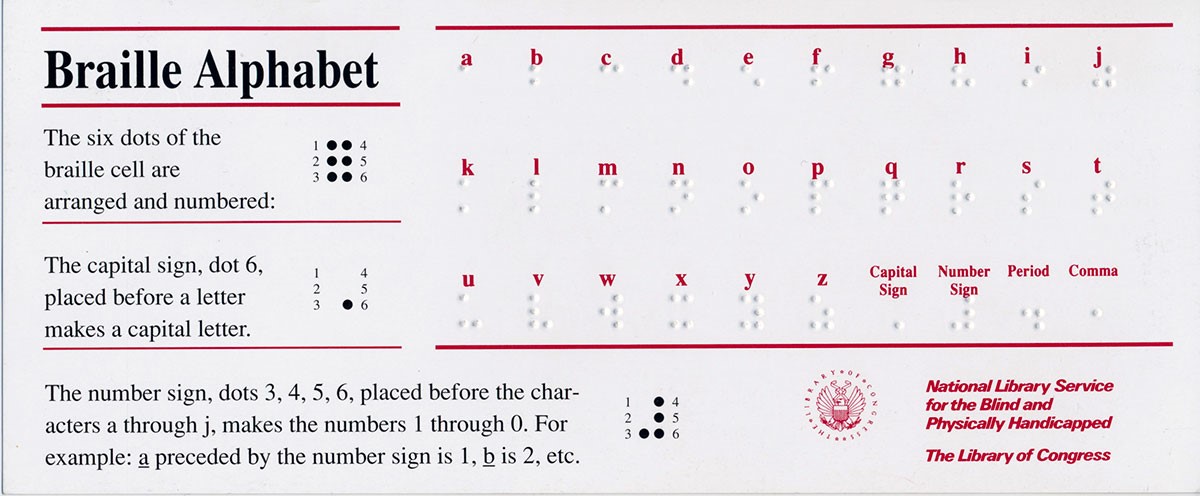 Braille Alphabet
The six dots of the
braille cell are
arranged and numbered:
1 4
2 5
3 6
The capital sign, dot 6,
placed before a letter
makes a capital letter.
1 4
2 5
3 6
a b c d e f g h i j
k l m n o p q r s t
u v w x y z Capital Sign Number Sign Period Comma
The number sign, dots 3, 4, 5, 6, placed before the char-
acters a through j, makes the numbers 1 through 0. For
example: a preceded by the number sign is 1, b is 2, etc.
1 4
2 5
3 6
THE LIBRARY OF CONGRESS
National Library Service
for the Blind and
Physically Handicapped
The Library of Congress